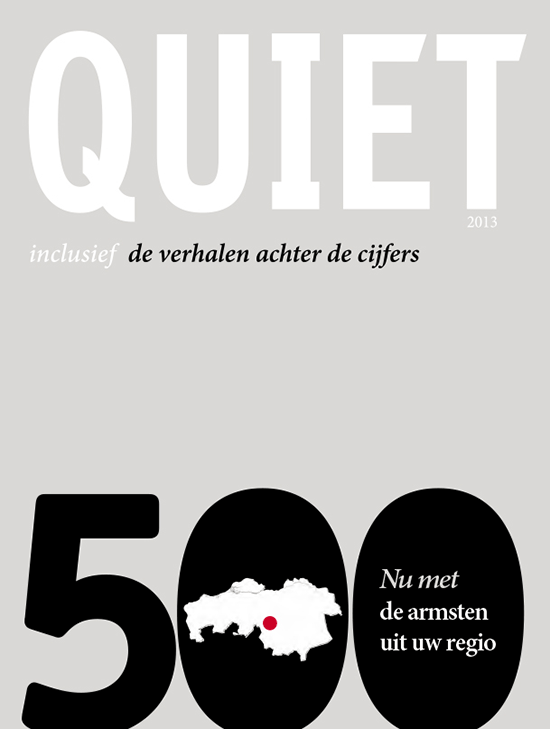 QUIET
2013
inclusief de verhalen achter de cijfers
500
Nu met
de armsten
uit uw regio